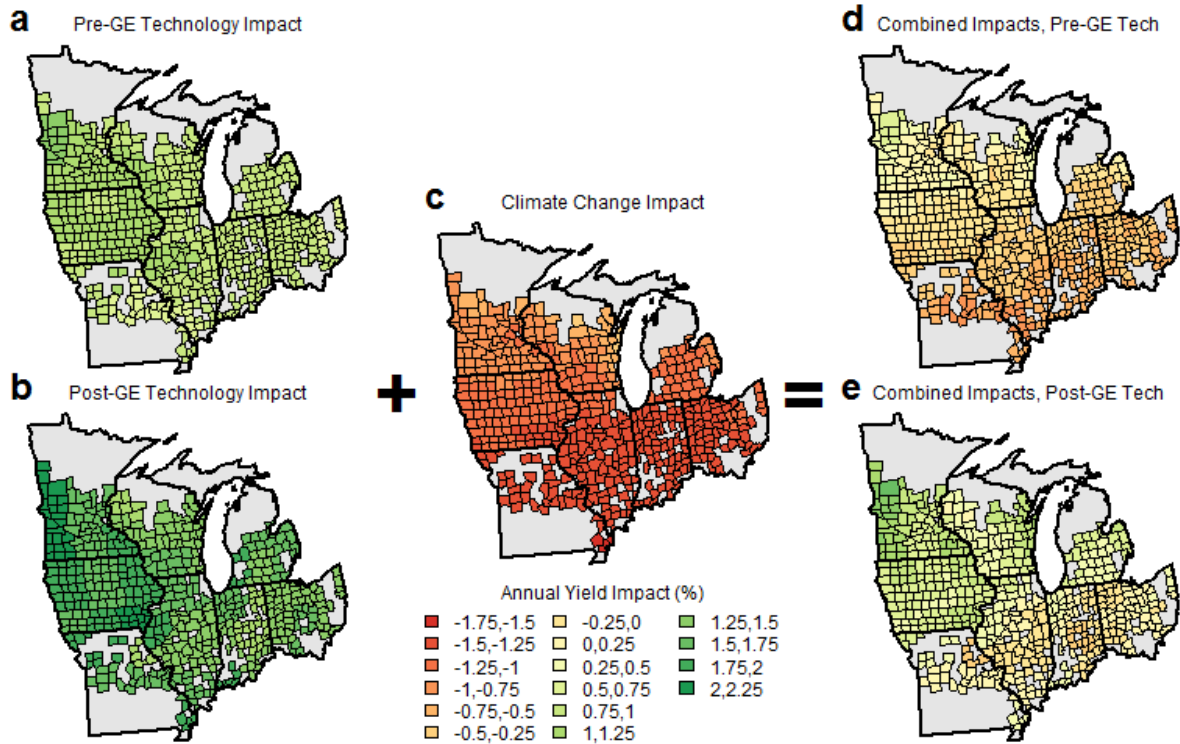 a
Pre-GE Technology Impact
d
Combined Impacts, Pre-GE Tech
c
Climate Change Impact
b
Post-GE Technology Impact
+
=
e
Combined Impacts, Post-GE Tech
Annual Yield Impact (%)
-1.75,-1.5
-1.5,-1.25
-1.25,-1
-1,-0.75
-0.75,-0.5
-0.5,-0.25
-0.25,0
0,0.25
0.25,0.5
0.5,0.75
0.75,1
1,1.25
1.25,1.5
1.5,1.75
1.75,2
2,2.25